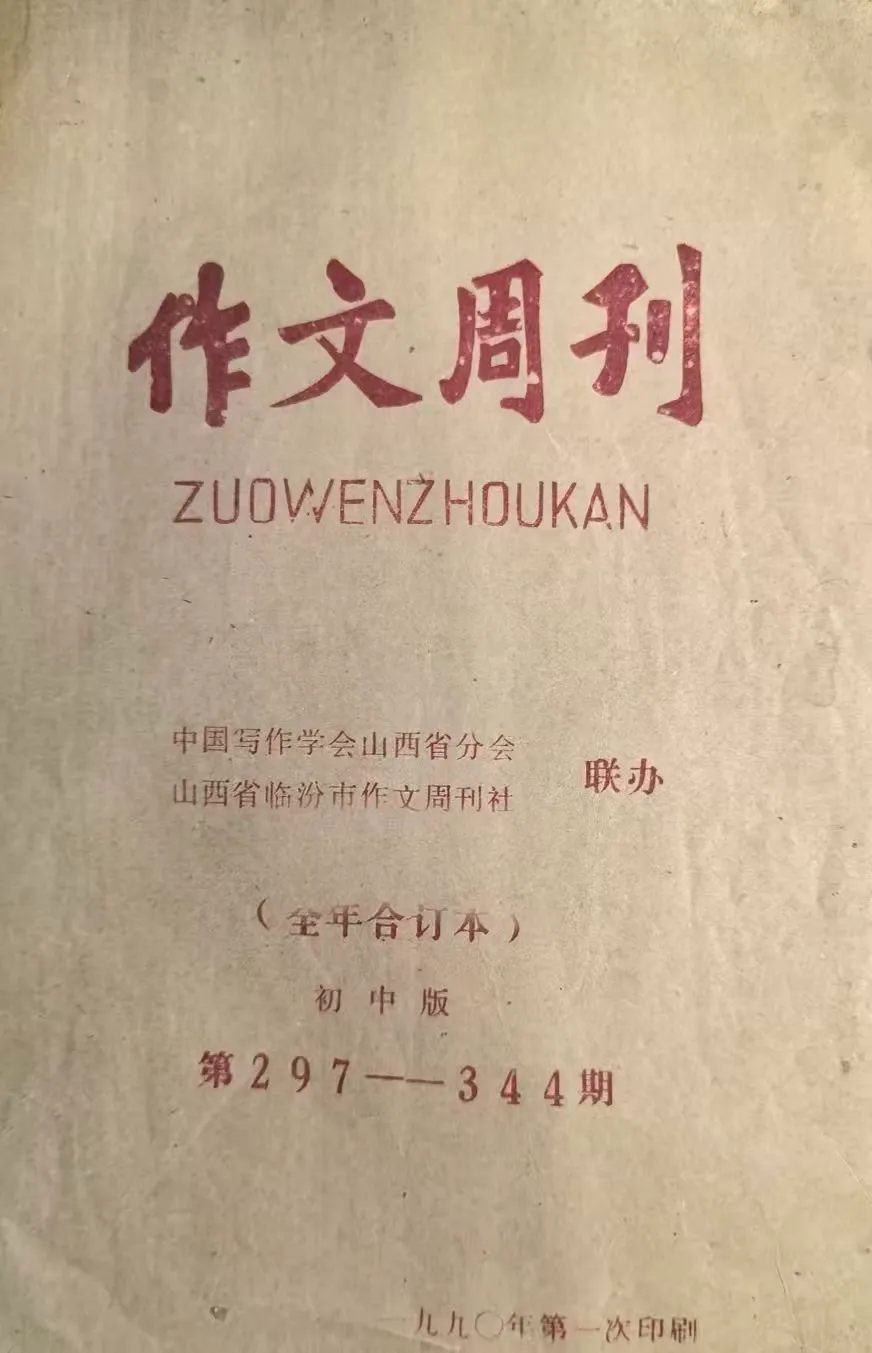 作文周刊
ZUOWENZHOUKAN
中国写作学会山西省分会
山西省临汾市作文周刊社
联办
(全年合订本)
初中版
第297——344期
一九九〇年第一次印刷